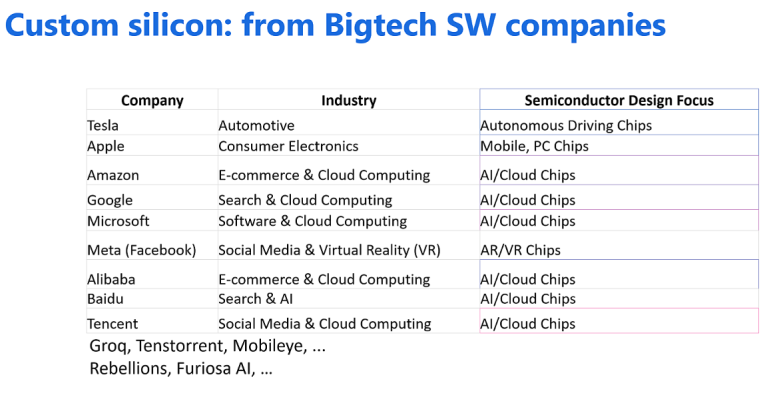 Custom silicon: from Bigtech SW companies
Company Industry Semiconductor Design Focus
Tesla Automotive Autonomous Driving Chips
Apple Consumer Electronics Mobile, PC Chips
Amazon E-commerce & Cloud Computing AI/Cloud Chips
Google Search & Cloud Computing AI/Cloud Chips
Microsoft Software & Cloud Computing AI/Cloud Chips
Meta (Facebook) Social Media & Virtual Reality (VR) AR/VR Chips
Alibaba E-commerce & Cloud Computing AI/Cloud Chips
Baidu Search & AI AI/Cloud Chips
Tencent Social Media & Cloud Computing AI/Cloud Chips
Groq, Tenstorrent, Mobileye, ...
Rebellions, Furiosa AI, ...